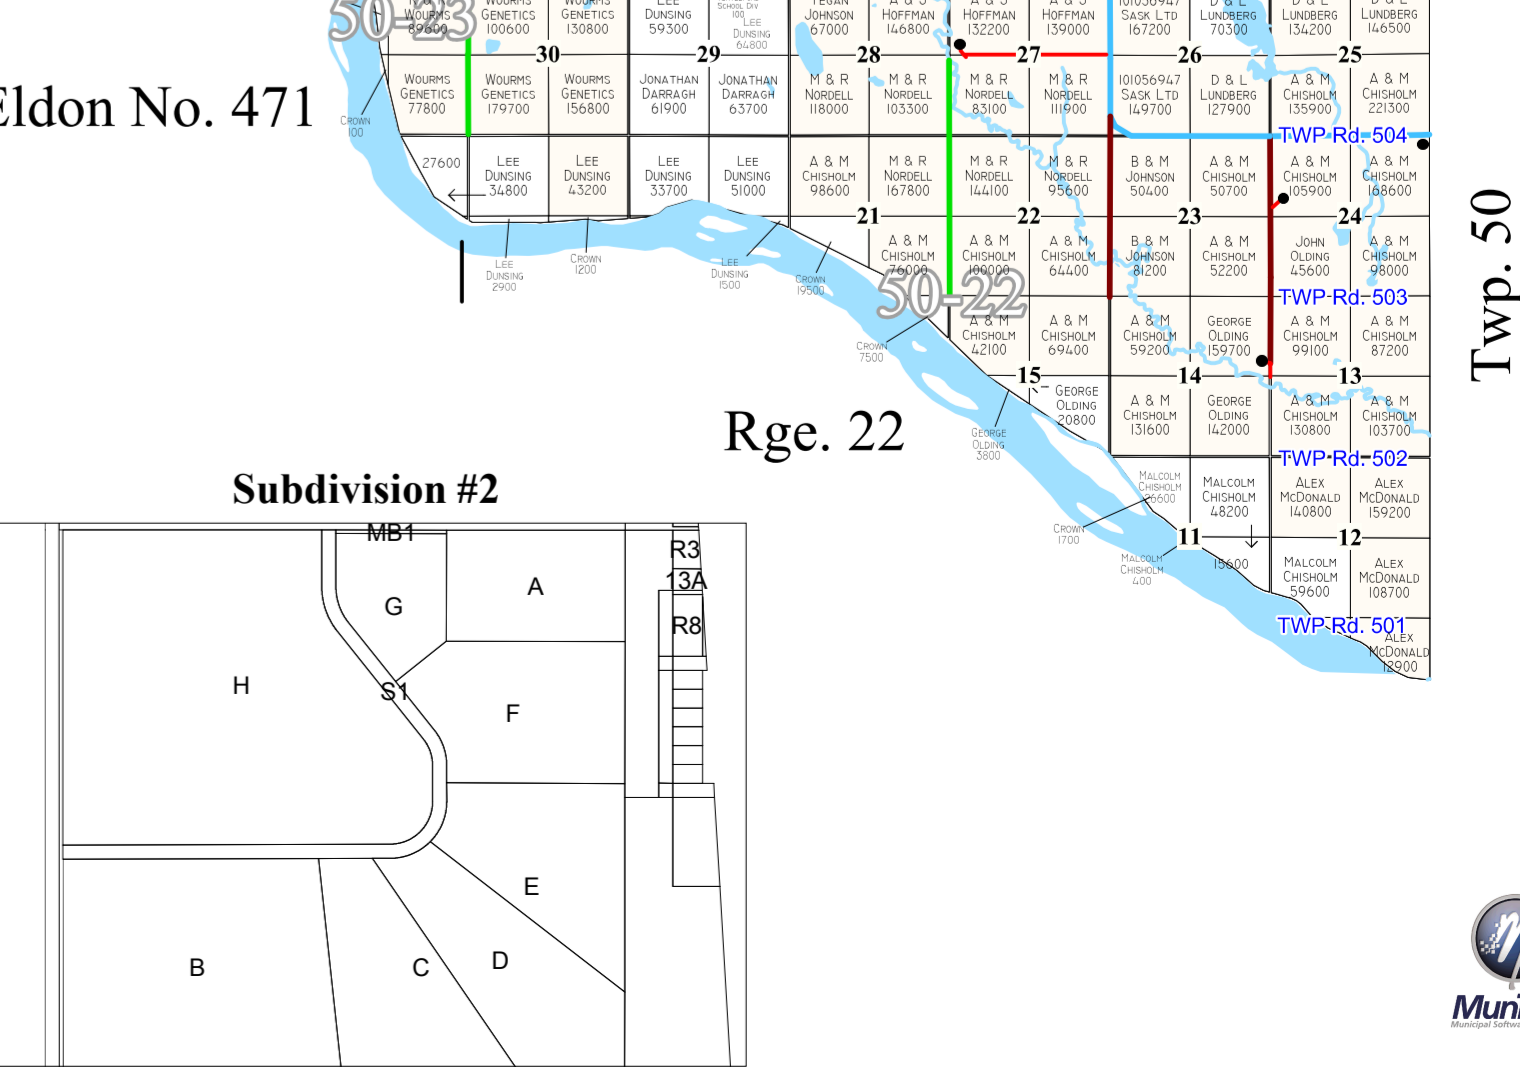 50-23
WOURMS
89600
WOURMS
GENETICS
100600
WOURMS
GENETICS
130800
LEE
DUNSING
59300
SCHOOL DIV
100
LEE
DUNSING
64800
TEGAN
JOHNSON
67000
A & J
HOFFMAN
146800
A & J
HOFFMAN
132200
A & J
HOFFMAN
139000
101056947
SASK LTD
167200
D & L
LUNDBERG
70300
D & L
LUNDBERG
134200
D & L
LUNDBERG
146500
30
29
28
27
26
25
Eldon No. 471
CROWN
100
WOURMS
GENETICS
77800
WOURMS
GENETICS
179700
WOURMS
GENETICS
156800
JONATHAN
DARRAGH
61900
JONATHAN
DARRAGH
63700
M & R
NORDELL
118000
M & R
NORDELL
103300
M & R
NORDELL
83100
M & R
NORDELL
111900
101056947
SASK LTD
149700
D & L
LUNDBERG
127900
A & M
CHISHOLM
135900
A & M
CHISHOLM
221300
TWP Rd. 504
27600
LEE
DUNSING
34800
LEE
DUNSING
43200
LEE
DUNSING
33700
LEE
DUNSING
51000
A & M
CHISHOLM
98600
M & R
NORDELL
167800
M & R
NORDELL
144100
M & R
NORDELL
95600
B & M
JOHNSON
50400
A & M
CHISHOLM
50700
A & M
CHISHOLM
105900
A & M
CHISHOLM
168600
21
22
23
24
LEE
DUNSING
2900
CROWN
1200
LEE
DUNSING
1500
CROWN
19500
A & M
CHISHOLM
76000
A & M
CHISHOLM
100000
A & M
CHISHOLM
64400
B & M
JOHNSON
81200
A & M
CHISHOLM
52200
JOHN
OLDING
45600
A & M
CHISHOLM
98000
50-22
TWP Rd. 503
Twp. 50
CROWN
7500
A & M
CHISHOLM
42100
A & M
CHISHOLM
69400
A & M
CHISHOLM
59200
GEORGE
OLDING
159700
A & M
CHISHOLM
99100
A & M
CHISHOLM
87200
15
14
13
Rge. 22
GEORGE
OLDING
3800
GEORGE
OLDING
20800
A & M
CHISHOLM
131600
GEORGE
OLDING
142000
A & M
CHISHOLM
130800
A & M
CHISHOLM
103700
TWP Rd. 502
CROWN
1700
MALCOLM
CHISHOLM
26600
MALCOLM
CHISHOLM
48200
ALEX
MCDONALD
140800
ALEX
MCDONALD
159200
11
12
MALCOLM
CHISHOLM
400
15600
MALCOLM
CHISHOLM
59600
ALEX
MCDONALD
108700
TWP Rd. 501
ALEX
MCDONALD
12900
Subdivision #2
MB1
R3
13A
R8
A
G
H
S1
F
E
B
C
D
Municipal